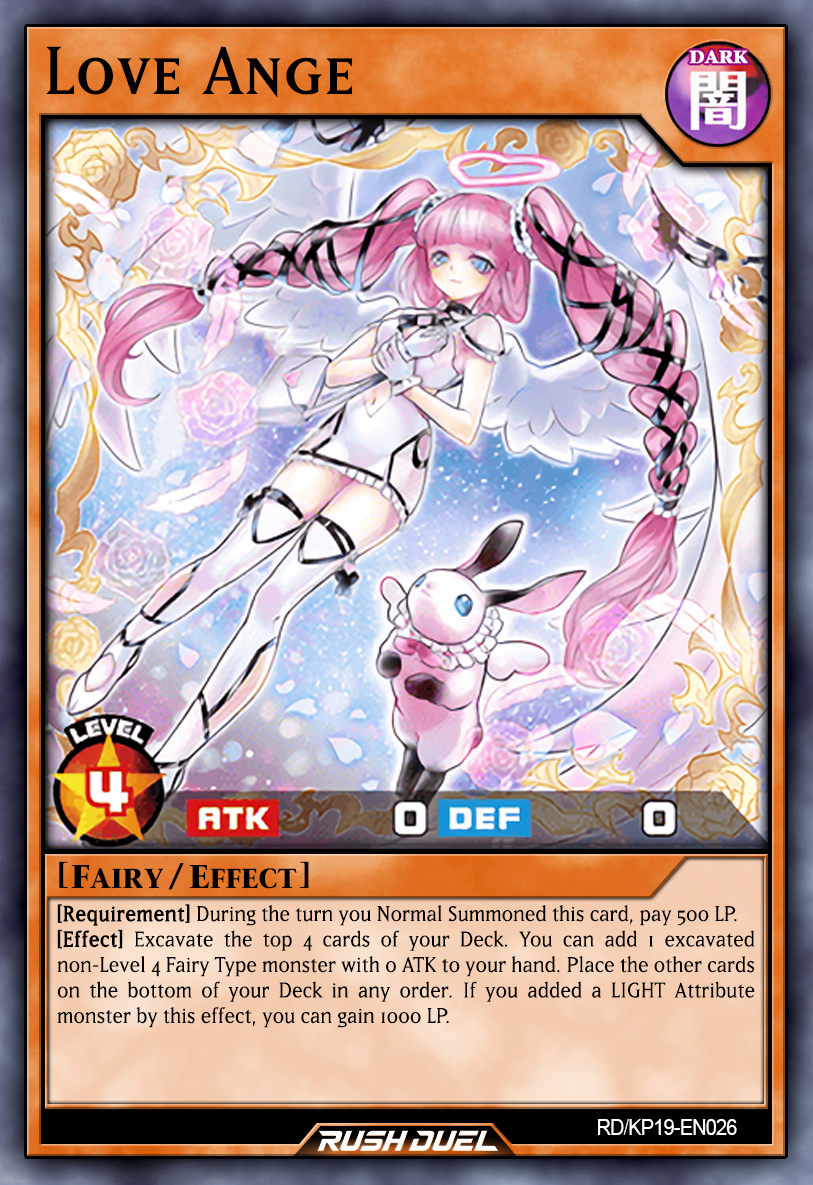 Love Ange
DARK
闇
LEVEL
4
ATK 0 DEF 0
[Fairy / Effect]
[Requirement] During the turn you Normal Summoned this card, pay 500 LP.
[Effect] Excavate the top 4 cards of your Deck. You can add 1 excavated
non-Level 4 Fairy Type monster with 0 ATK to your hand. Place the other cards
on the bottom of your Deck in any order. If you added a LIGHT Attribute
monster by this effect, you can gain 1000 LP.
RD/KP19-EN026
RUSH DUEL